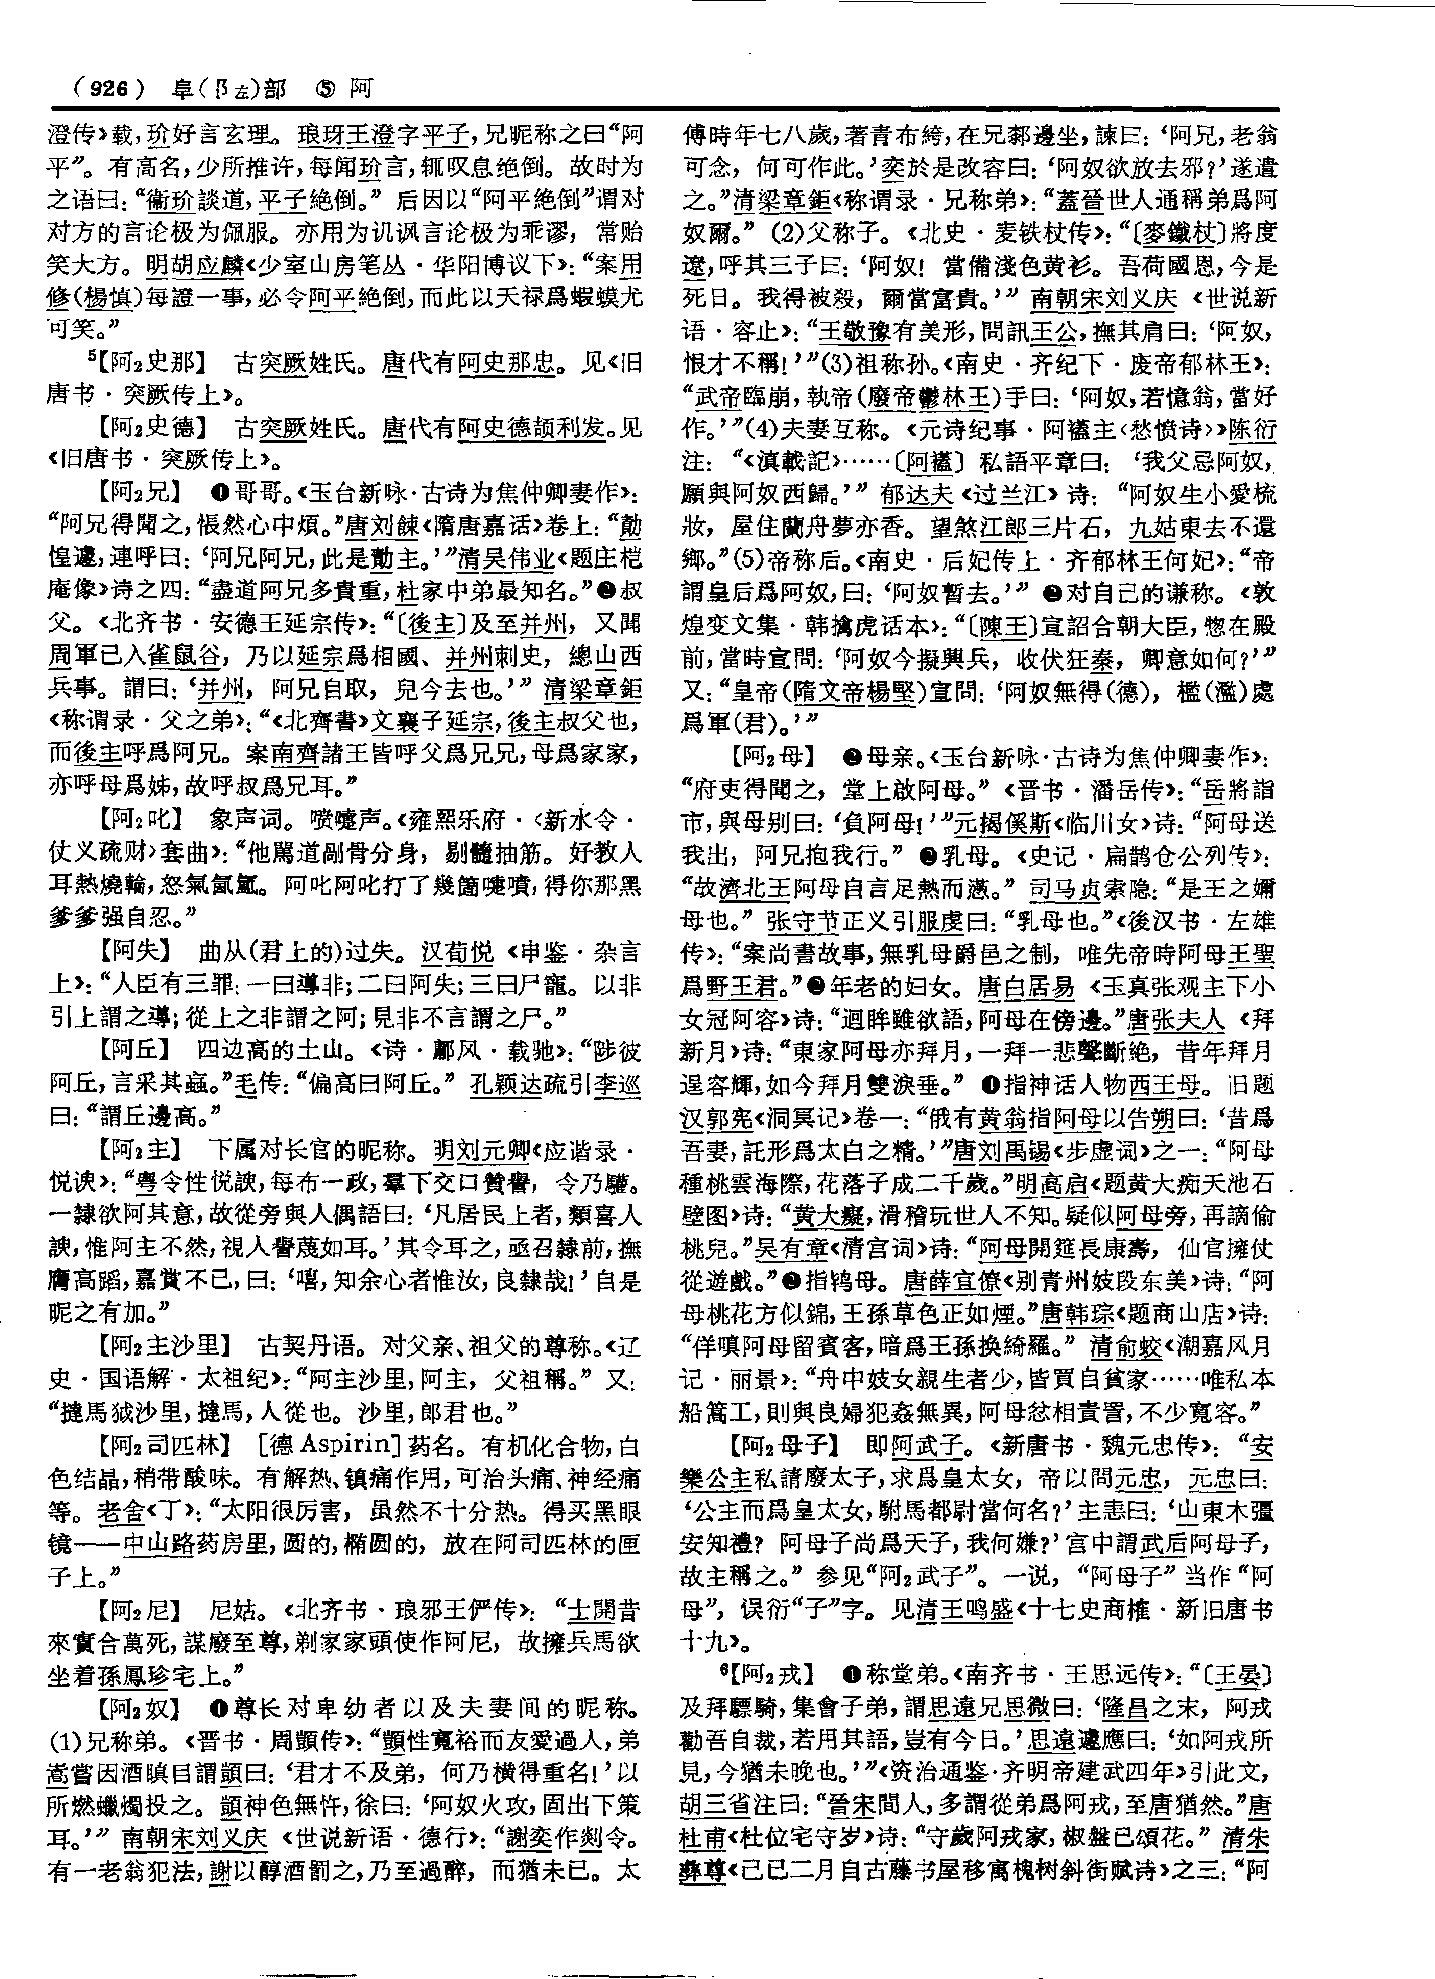 （926） 阜(阝左)部 ⑤ 阿
澄传》载，玠好言玄理。琅玡王澄字平子，兄昵称之曰“阿
平”。有高名，少所推许，每闻玠言，辄叹息绝倒。故时为
之语曰：“衞玠談道，平子絶倒。” 后因以“阿平绝倒”谓对
对方的言论极为佩服。亦用为讥讽言论极为乖谬，常贻
笑大方。明胡应麟《少室山房笔丛·华阳博议下》：“案用
修(楊慎)每證一事，必令阿平絶倒，而此以天禄爲蝦蟆尤
可笑。”
⁵【阿₂史那】 古突厥姓氏。唐代有阿史那忠。见《旧
唐书·突厥传上》。
【阿₂史德】 古突厥姓氏。唐代有阿史德颉利发。见
《旧唐书·突厥传上》。
【阿₂兄】 ❶哥哥。《玉台新咏·古诗为焦仲卿妻作》：
“阿兄得聞之，悵然心中煩。”唐刘餗《隋唐嘉话》卷上：“勣
惶遽，連呼曰：‘阿兄阿兄，此是勣主。’”清吴伟业《题庄桤
庵像》诗之四：“盡道阿兄多貴重，杜家中弟最知名。”❷叔
父。《北齐书·安德王延宗传》：“〔後主〕及至并州，又聞
周軍已入雀鼠谷，乃以延宗爲相國、并州刺史，總山西
兵事。謂曰：‘并州，阿兄自取，兒今去也。’” 清梁章鉅
《称谓录·父之弟》：“《北齊書》文襄子延宗，後主叔父也，
而後主呼爲阿兄。案南齊諸王皆呼父爲兄兄，母爲家家，
亦呼母爲姊，故呼叔爲兄耳。”
【阿₂叱】 象声词。喷嚏声。《雍熙乐府·〈新水令·
仗义疏财〉套曲》：“他駡道剮骨分身，剔髓抽筋。好教人
耳熱燒輪，怒氣氤氲。阿叱阿叱打了幾箇嚏噴，得你那黑
爹爹强自忍。”
【阿失】 曲从(君上的)过失。汉荀悦《申鉴·杂言
上》：“人臣有三罪：一曰導非；二曰阿失；三曰尸寵。以非
引上謂之導；從上之非謂之阿；見非不言謂之尸。”
【阿丘】 四边高的土山。《诗·鄘风·载驰》：“陟彼
阿丘，言采其蝱。”毛传：“偏高曰阿丘。” 孔颖达疏引李巡
曰：“謂丘邊高。”
【阿₂主】 下属对长官的昵称。明刘元卿《应谐录·
悦谀》：“粤令性悦諛，每布一政，羣下交口贊譽，令乃驩。
一隷欲阿其意，故從旁與人偶語曰：‘凡居民上者，類喜人
諛，惟阿主不然，視人譽蔑如耳。’其令耳之，亟召隷前，撫
膺高蹈，嘉賞不已，曰：‘嘻，知余心者惟汝，良隷哉！’自是
昵之有加。”
【阿₂主沙里】 古契丹语。对父亲、祖父的尊称。《辽
史·国语解·太祖纪》：“阿主沙里，阿主，父祖稱。” 又：
“撻馬狘沙里，撻馬，人從也。沙里，郎君也。”
【阿₂司匹林】 [德 Aspirin] 药名。有机化合物，白
色结晶，稍带酸味。有解热、镇痛作用，可治头痛、神经痛
等。老舍《丁》：“太阳很厉害，虽然不十分热。得买黑眼
镜——中山路药房里，圆的，椭圆的，放在阿司匹林的匣
子上。”
【阿₂尼】 尼姑。《北齐书·琅邪王俨传》：“士開昔
來實合萬死，謀廢至尊，剃家家頭使作阿尼，故擁兵馬欲
坐着孫鳳珍宅上。”
【阿₂奴】 ❶尊长对卑幼者以及夫妻间的昵称。
(1)兄称弟。《晋书·周顗传》：“顗性寬裕而友愛過人，弟
嵩嘗因酒瞋目謂顗曰：‘君才不及弟，何乃横得重名！’以
所燃蠟燭投之。顗神色無忤，徐曰：‘阿奴火攻，固出下策
耳。’” 南朝宋刘义庆《世说新语·德行》：“謝奕作剡令。
有一老翁犯法，謝以醇酒罰之，乃至過醉，而猶未已。太
傅時年七八歲，著青布絝，在兄郄邊坐，諫曰：‘阿兄，老翁
可念，何可作此。’奕於是改容曰：‘阿奴欲放去邪？’遂遣
之。”清梁章鉅《称谓录·兄称弟》：“蓋晉世人通稱弟爲阿
奴爾。” (2)父称子。《北史·麦铁杖传》：“〔麥鐵杖〕將度
遼，呼其三子曰：‘阿奴！當備淺色黄衫。吾荷國恩，今是
死日。我得被殺，爾當富貴。’” 南朝宋刘义庆《世说新
语·容止》：“王敬豫有美形，問訊王公，撫其肩曰：‘阿奴，
恨才不稱！’”(3)祖称孙。《南史·齐纪下·废帝郁林王》：
“武帝臨崩，執帝(廢帝鬱林王)手曰：‘阿奴，若憶翁，當好
作。’”(4)夫妻互称。《元诗纪事·阿䙖主〈愁愤诗〉》陈衍
注：“《滇載記》……〔阿䙖〕私語平章曰：‘我父忌阿奴，
願與阿奴西歸。’” 郁达夫《过兰江》诗：“阿奴生小愛梳
妝，屋住蘭舟夢亦香。望煞江郎三片石，九姑東去不還
鄉。”(5)帝称后。《南史·后妃传上·齐郁林王何妃》：“帝
謂皇后爲阿奴，曰：‘阿奴暫去。’” ❷对自己的谦称。《敦
煌变文集·韩擒虎话本》：“〔陳王〕宣詔合朝大臣，惣在殿
前，當時宣問：‘阿奴今擬興兵，收伏狂秦，卿意如何？’”
又：“皇帝(隋文帝楊堅)宣問：‘阿奴無得(德)，檻(濫)處
爲軍(君)。’”
【阿₂母】 ❶母亲。《玉台新咏·古诗为焦仲卿妻作》：
“府吏得聞之，堂上啟阿母。”《晋书·潘岳传》：“岳將詣
市，與母别曰：‘負阿母！’”元揭傒斯《临川女》诗：“阿母送
我出，阿兄抱我行。” ❷乳母。《史记·扁鹊仓公列传》：
“故濟北王阿母自言足熱而懣。” 司马贞索隐：“是王之嬭
母也。” 张守节正义引服虔曰：“乳母也。”《後汉书·左雄
传》：“案尚書故事，無乳母爵邑之制，唯先帝時阿母王聖
爲野王君。”❸年老的妇女。唐白居易《玉真张观主下小
女冠阿容》诗：“迴眸雖欲語，阿母在傍邊。”唐张夫人《拜
新月》诗：“東家阿母亦拜月，一拜一悲聲斷絶，昔年拜月
逞容輝，如今拜月雙淚垂。” ❹指神话人物西王母。旧题
汉郭宪《洞冥记》卷一：“俄有黄翁指阿母以告朔曰：‘昔爲
吾妻，託形爲太白之精。’”唐刘禹锡《步虚词》之一：“阿母
種桃雲海際，花落子成二千歲。”明高启《题黄大痴天池石
壁图》诗：“黄大癡，滑稽玩世人不知。疑似阿母旁，再謫偷
桃兒。”吴有章《清宫词》诗：“阿母開筵長康壽，仙官擁仗
從遊戲。”❺指鸨母。唐薛宜僚《别青州妓段东美》诗：“阿
母桃花方似錦，王孫草色正如煙。”唐韩琮《题商山店》诗：
“佯嗔阿母留賓客，暗爲王孫换綺羅。” 清俞蛟《潮嘉风月
记·丽景》：“舟中妓女親生者少，皆買自貧家……唯私本
船篙工，則與良婦犯姦無異，阿母忿相責詈，不少寬容。”
【阿₂母子】 即阿武子。《新唐书·魏元忠传》：“安
樂公主私請廢太子，求爲皇太女，帝以問元忠，元忠曰：
‘公主而爲皇太女，駙馬都尉當何名？’主恚曰：‘山東木彊
安知禮？阿母子尚爲天子，我何嫌？’宫中謂武后阿母子，
故主稱之。” 参见“阿₂武子”。一说，“阿母子”当作“阿
母”，误衍“子”字。见清王鸣盛《十七史商榷·新旧唐书
十九》。
⁶【阿₂戎】 ❶称堂弟。《南齐书·王思远传》：“〔王晏〕
及拜驃騎，集會子弟，謂思遠兄思微曰：‘隆昌之末，阿戎
勸吾自裁，若用其語，豈有今日。’思遠遽應曰：‘如阿戎所
見，今猶未晚也。’”《资治通鉴·齐明帝建武四年》引此文，
胡三省注曰：“晉宋間人，多謂從弟爲阿戎，至唐猶然。”唐
杜甫《杜位宅守岁》诗：“守歲阿戎家，椒盤已頌花。” 清朱
彝尊《己巳二月自古藤书屋移寓槐树斜街赋诗》之三：“阿